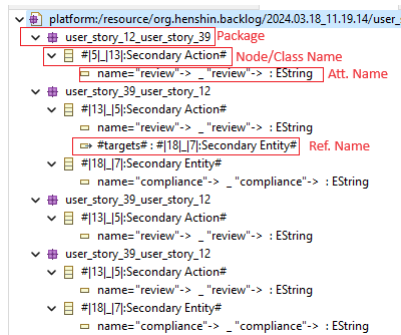 platform:/resource/org.henshin.backlog/2024.03.18_11.19.14/user_
user_story_12_user_story_39 Package
#|5|_|13|:Secondary Action# Node/Class Name
name="review"-> _ "review"-> : EString Att. Name
user_story_39_user_story_12
#|13|_|5|:Secondary Action#
name="review"-> _ "review"-> : EString
#targets# : #|18|_|7|:Secondary Entity# Ref. Name
#|18|_|7|:Secondary Entity#
name="compliance"-> _ "compliance"-> : EString
user_story_39_user_story_12
#|13|_|5|:Secondary Action#
name="review"-> _ "review"-> : EString
user_story_39_user_story_12
#|13|_|5|:Secondary Action#
name="review"-> _ "review"-> : EString
#|18|_|7|:Secondary Entity#
name="compliance"-> _ "compliance"-> : EString